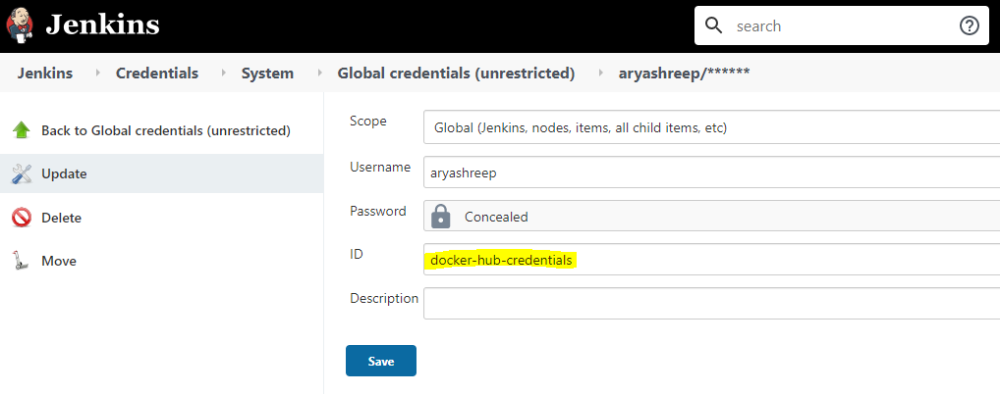 Jenkins
search
Jenkins Credentials System Global credentials (unrestricted) aryashreep/******
Back to Global credentials (unrestricted)
Update
Delete
Move
Scope
Global (Jenkins, nodes, items, all child items, etc)
Username
aryashreep
Password
Concealed
ID
docker-hub-credentials
Description
Save